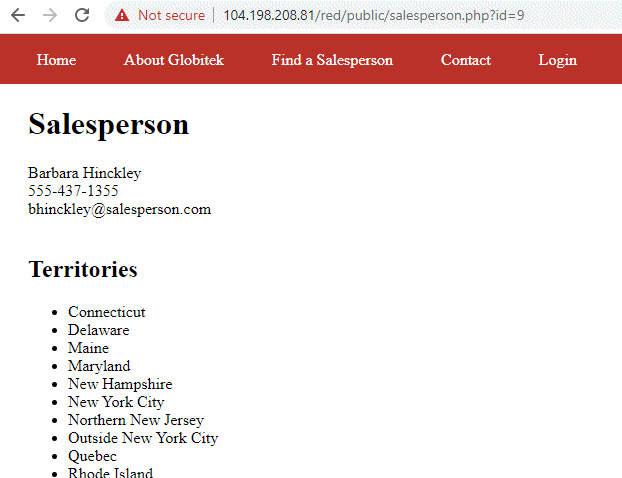 Not secure | 104.198.208.81/red/public/salesperson.php?id=9
Home About Globitek Find a Salesperson Contact Login
Salesperson
Barbara Hinckley
555-437-1355
bhinckley@salesperson.com
Territories
• Connecticut
• Delaware
• Maine
• Maryland
• New Hampshire
• New York City
• Northern New Jersey
• Outside New York City
• Quebec
• Rhode Island